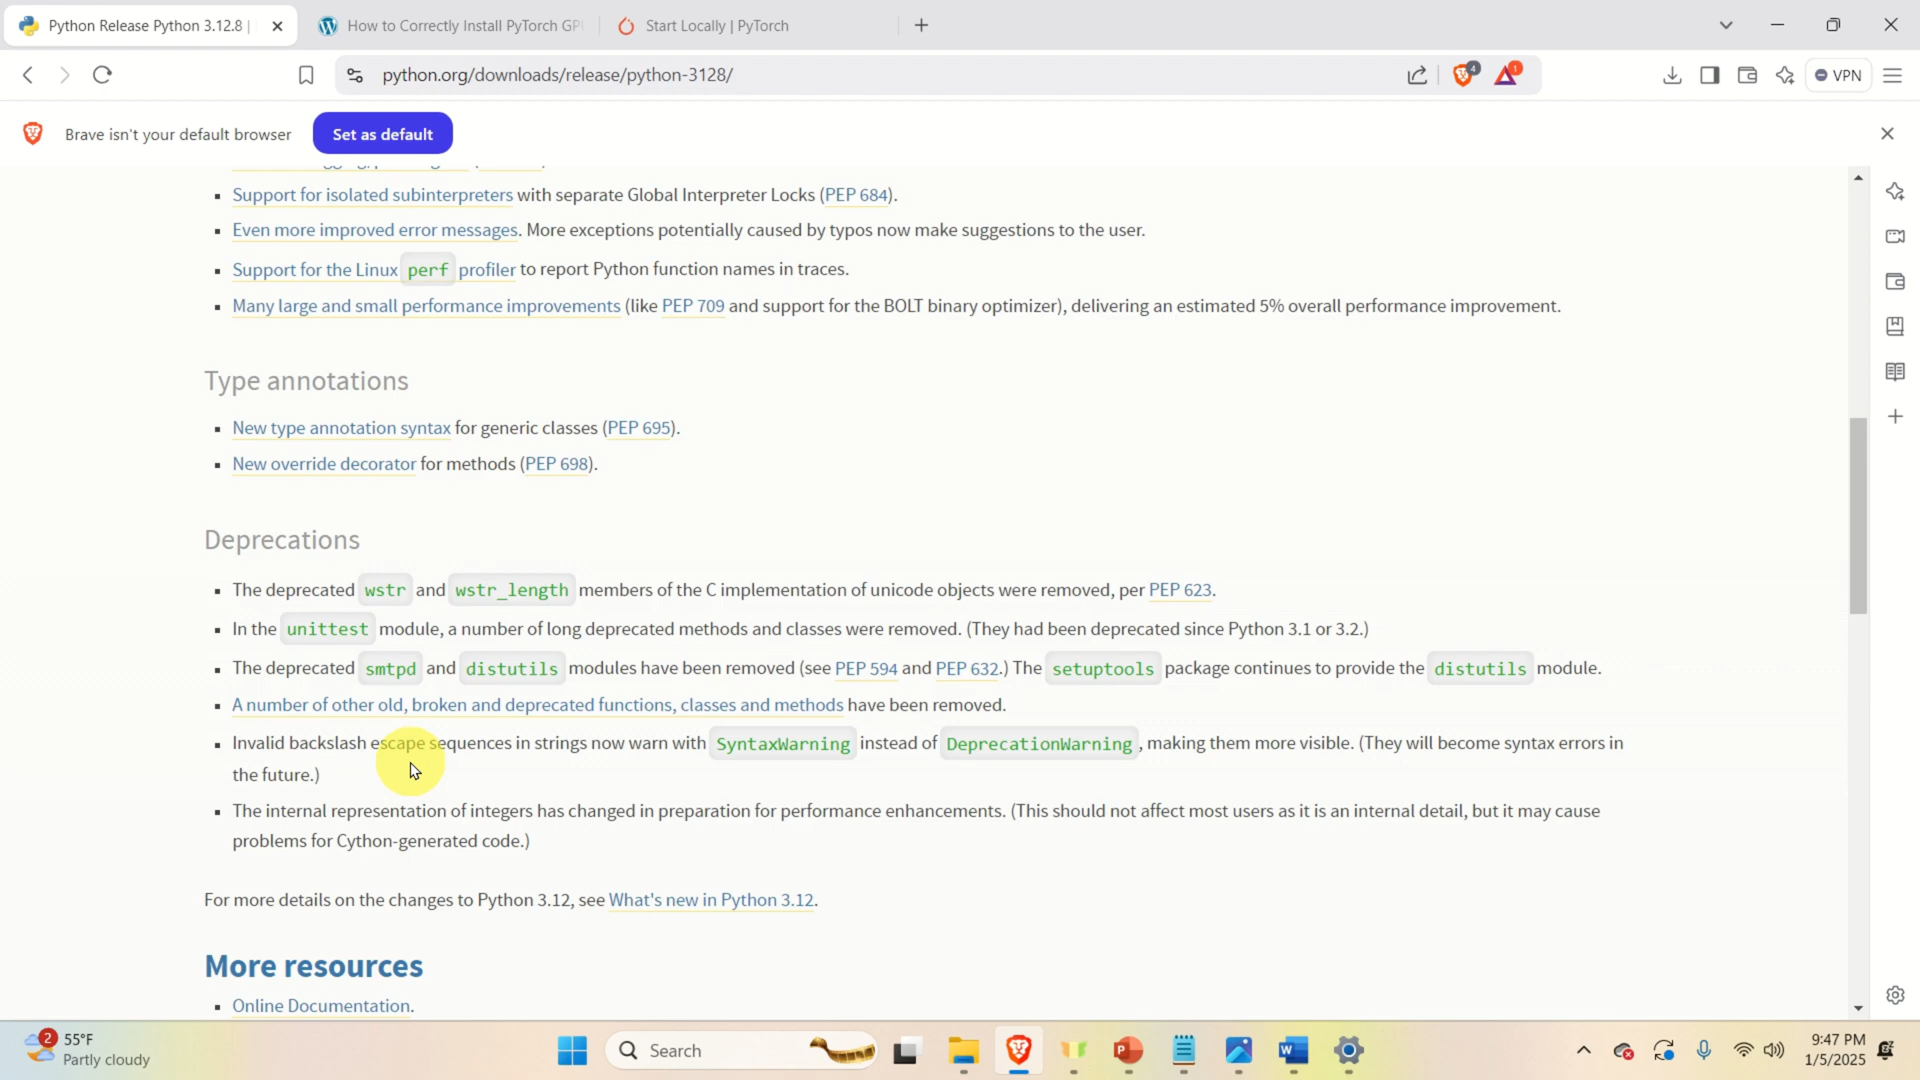 Python Release Python 3.12.8 |
How to Correctly Install PyTorch GPU
Start Locally | PyTorch
python.org/downloads/release/python-3128/
4
1
VPN
Brave isn't your default browser
Set as default
Support for isolated subinterpreters with separate Global Interpreter Locks (PEP 684).
Even more improved error messages. More exceptions potentially caused by typos now make suggestions to the user.
Support for the Linux perf profiler to report Python function names in traces.
Many large and small performance improvements (like PEP 709 and support for the BOLT binary optimizer), delivering an estimated 5% overall performance improvement.
Type annotations
New type annotation syntax for generic classes (PEP 695).
New override decorator for methods (PEP 698).
Deprecations
The deprecated wstr and wstr_length members of the C implementation of unicode objects were removed, per PEP 623.
In the unittest module, a number of long deprecated methods and classes were removed. (They had been deprecated since Python 3.1 or 3.2.)
The deprecated smtpd and distutils modules have been removed (see PEP 594 and PEP 632.) The setuptools package continues to provide the distutils module.
A number of other old, broken and deprecated functions, classes and methods have been removed.
Invalid backslash escape sequences in strings now warn with SyntaxWarning instead of DeprecationWarning, making them more visible. (They will become syntax errors in
the future.)
The internal representation of integers has changed in preparation for performance enhancements. (This should not affect most users as it is an internal detail, but it may cause
problems for Cython-generated code.)
For more details on the changes to Python 3.12, see What's new in Python 3.12.
More resources
Online Documentation.
2
55°F
Partly cloudy
Search
9:47 PM
1/5/2025